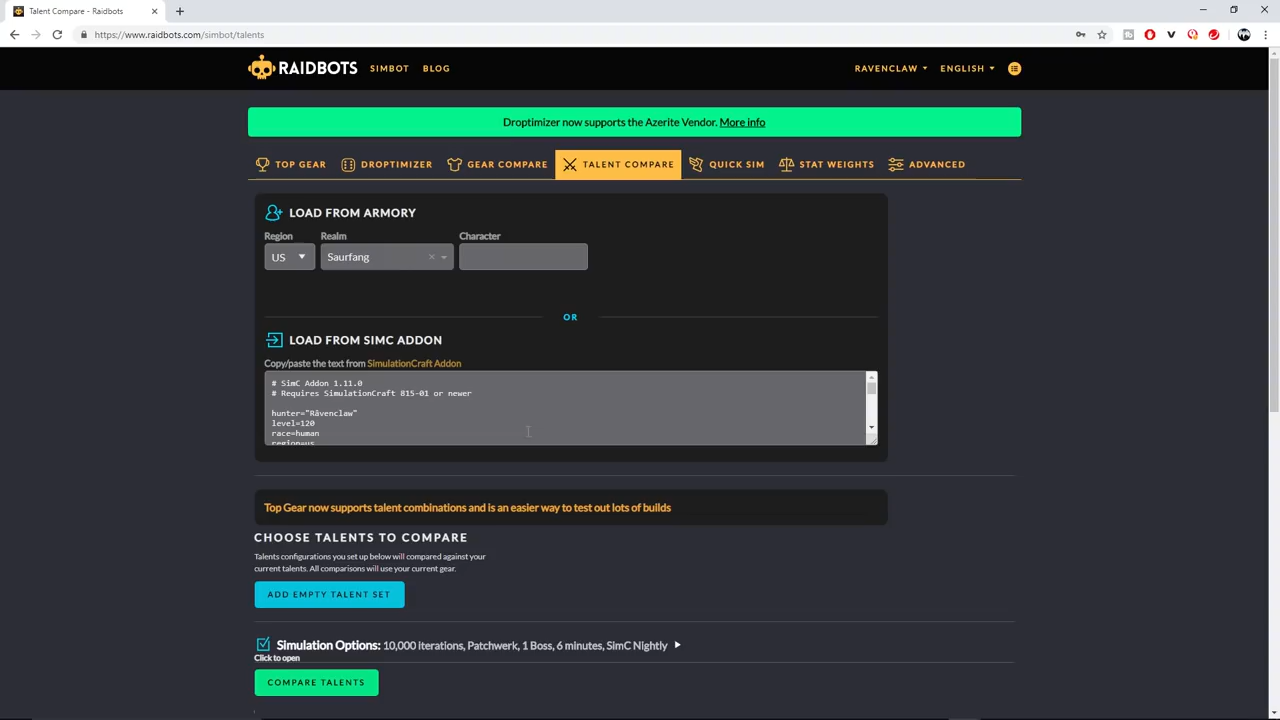 Talent Compare - Raidbots
https://www.raidbots.com/simbot/talents
RAIDBOTS SIMBOT BLOG RAVENCLAW ENGLISH
Droptimizer now supports the Azerite Vendor. More info
TOP GEAR DROPTIMIZER GEAR COMPARE TALENT COMPARE QUICK SIM STAT WEIGHTS ADVANCED
LOAD FROM ARMORY
Region Realm Character
US Saurfang
OR
LOAD FROM SIMC ADDON
Copy/paste the text from SimulationCraft Addon
# SimC Addon 1.11.0
# Requires SimulationCraft 815-01 or newer
hunter="Râvenclaw"
level=120
race=human
region=us
Top Gear now supports talent combinations and is an easier way to test out lots of builds
CHOOSE TALENTS TO COMPARE
Talents configurations you set up below will compared against your
current talents. All comparisons will use your current gear.
ADD EMPTY TALENT SET
Simulation Options: 10,000 iterations, Patchwerk, 1 Boss, 6 minutes, SimC Nightly
Click to open
COMPARE TALENTS